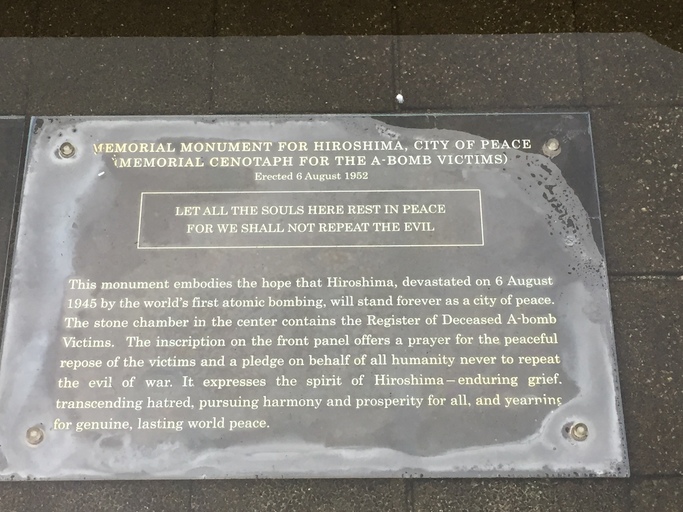 MEMORIAL MONUMENT FOR HIROSHIMA, CITY OF PEACE
(MEMORIAL CENOTAPH FOR THE A-BOMB VICTIMS)
Erected 6 August 1952
LET ALL THE SOULS HERE REST IN PEACE
FOR WE SHALL NOT REPEAT THE EVIL
This monument embodies the hope that Hiroshima, devastated on 6 August
1945 by the world's first atomic bombing, will stand forever as a city of peace.
The stone chamber in the center contains the Register of Deceased A-bomb
Victims. The inscription on the front panel offers a prayer for the peaceful
repose of the victims and a pledge on behalf of all humanity never to repeat
the evil of war. It expresses the spirit of Hiroshima – enduring grief,
transcending hatred, pursuing harmony and prosperity for all, and yearning
for genuine, lasting world peace.